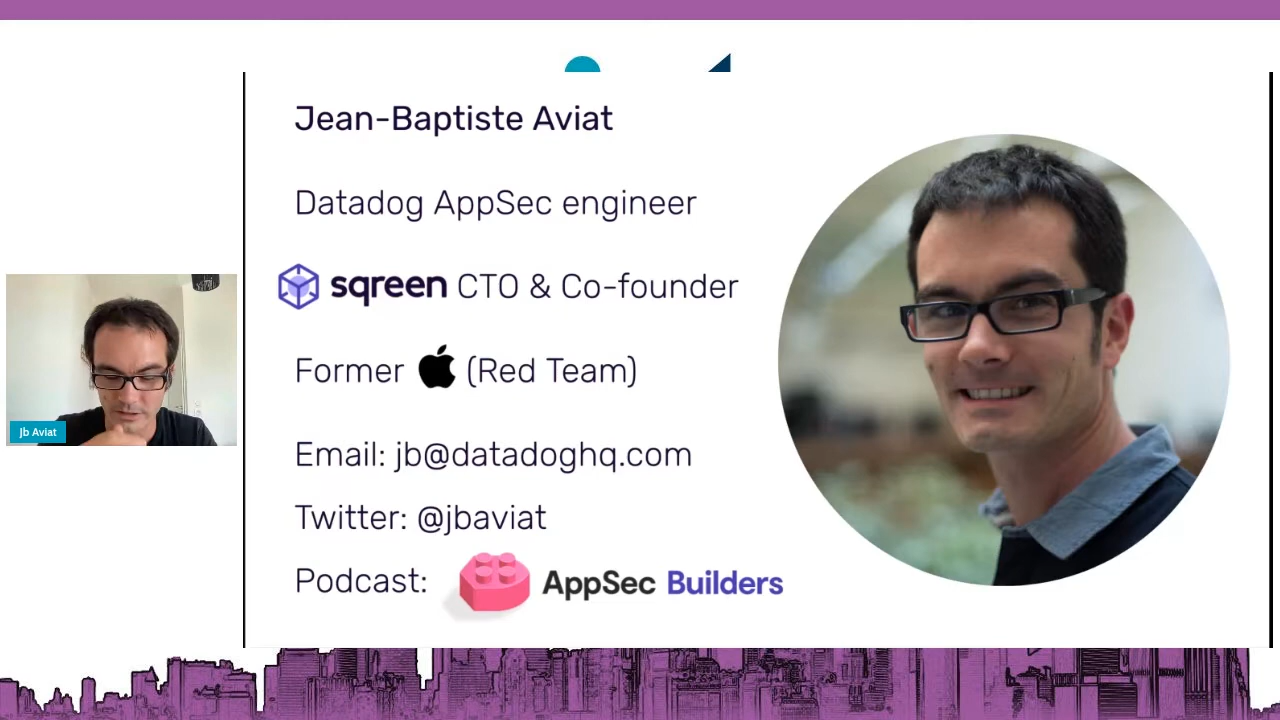 Jean-Baptiste Aviat
Datadog AppSec engineer
sqreen CTO & Co-founder
Former (Red Team)
Email: jb@datadoghq.com
Twitter: @jbaviat
Podcast: AppSec Builders
Jb Aviat